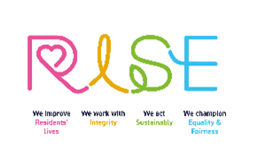 RISE
We improve We work with We act We champion
Residents' Integrity Sustainably Equality &
Lives Fairness